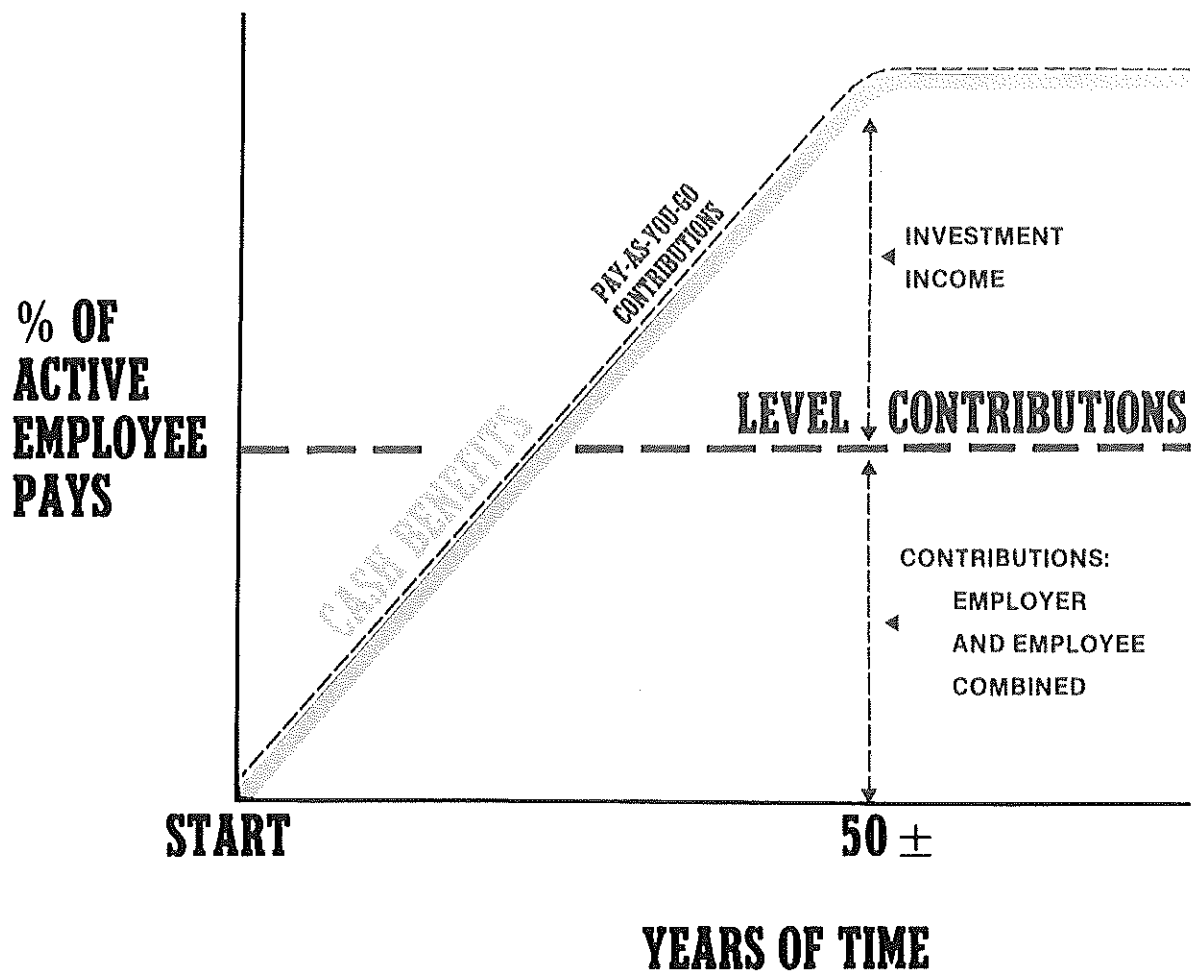 PAY-AS-YOU-GO
CONTRIBUTIONS
INVESTMENT
INCOME
% OF
ACTIVE
EMPLOYEE
PAYS
LEVEL CONTRIBUTIONS
CASH BENEFITS
CONTRIBUTIONS:
EMPLOYER
AND EMPLOYEE
COMBINED
START
50 ±
YEARS OF TIME